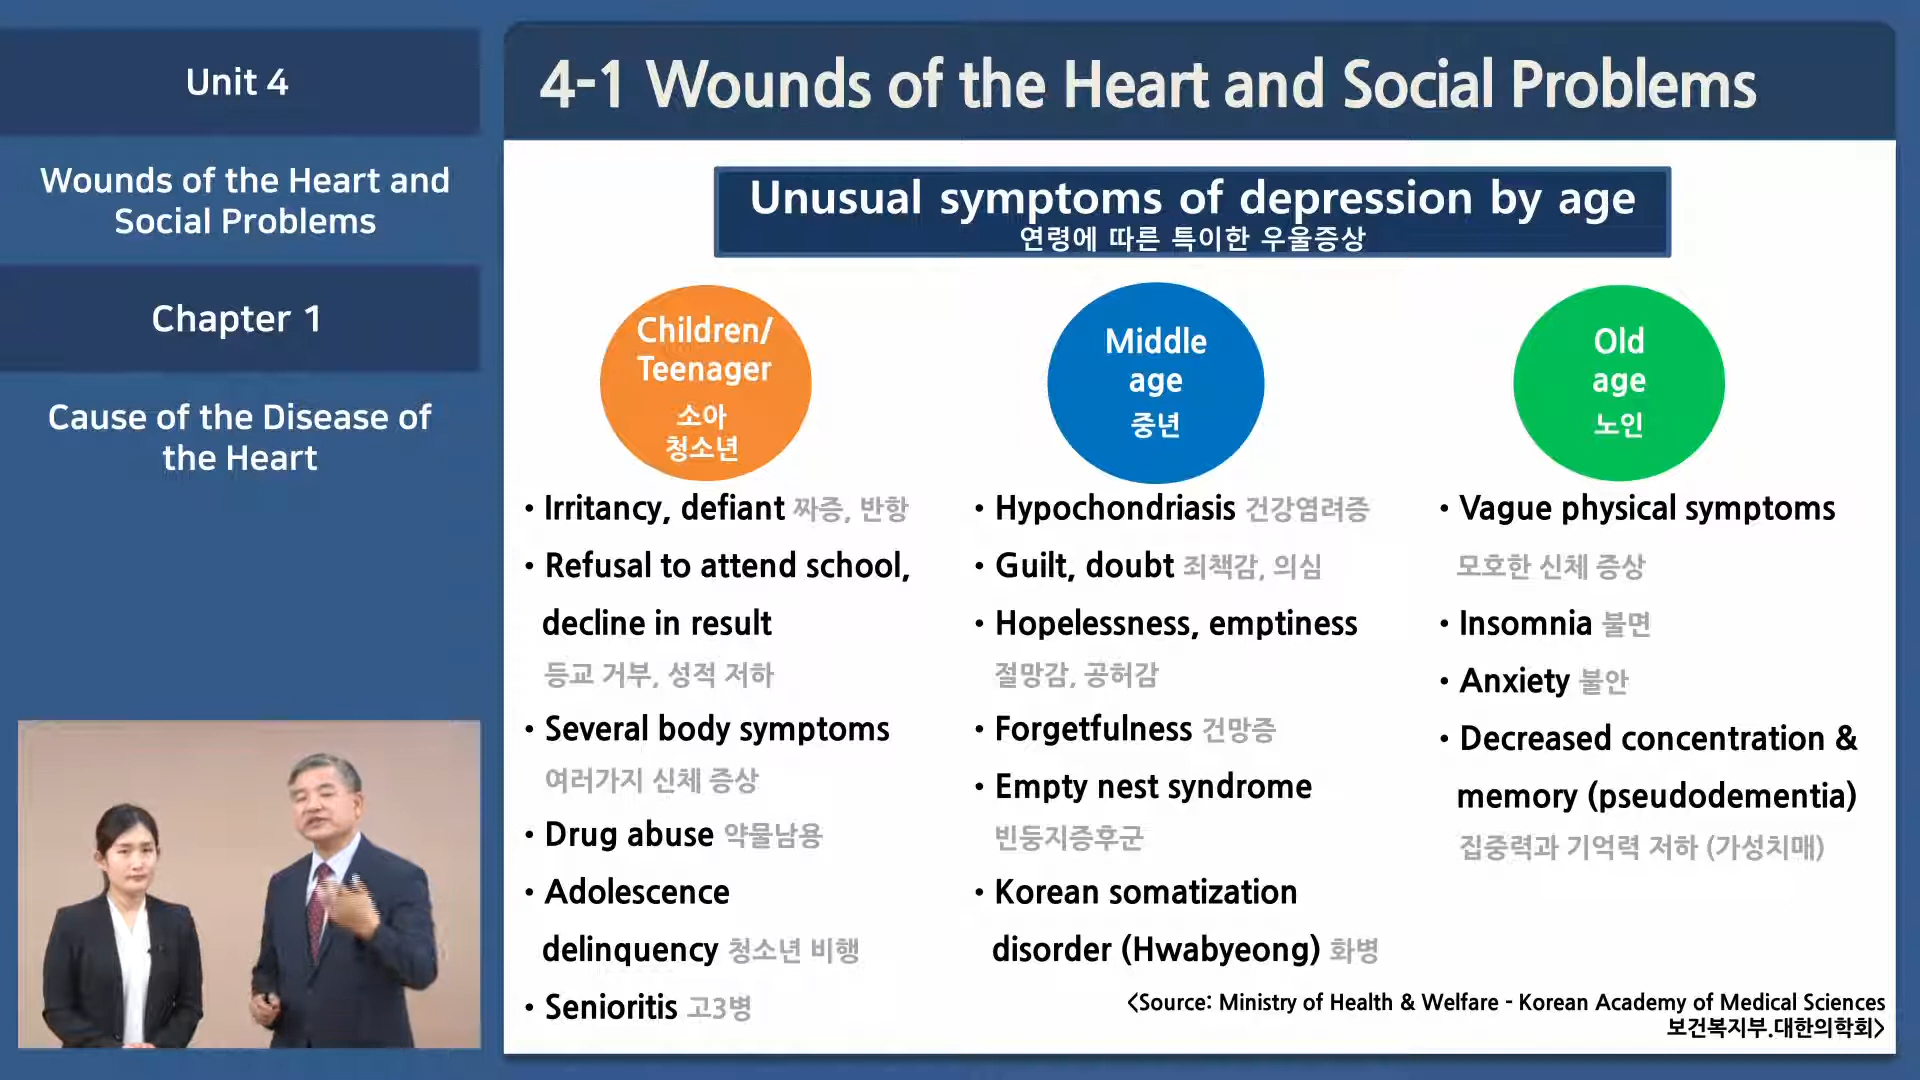 Unit 4
Wounds of the Heart and
Social Problems
Chapter 1
Cause of the Disease of
the Heart
4-1 Wounds of the Heart and Social Problems
Unusual symptoms of depression by age
연령에 따른 특이한 우울증상
Children/
Teenager
소아
청소년
• Irritancy, defiant 짜증, 반항
• Refusal to attend school,
decline in result
등교 거부, 성적 저하
• Several body symptoms
여러가지 신체 증상
• Drug abuse 약물남용
• Adolescence
delinquency 청소년 비행
• Senioritis 고3병
Middle
age
중년
• Hypochondriasis 건강염려증
• Guilt, doubt 죄책감, 의심
• Hopelessness, emptiness
절망감, 공허감
• Forgetfulness 건망증
• Empty nest syndrome
빈둥지증후군
• Korean somatization
disorder (Hwabyeong) 화병
Old
age
노인
• Vague physical symptoms
모호한 신체 증상
• Insomnia 불면
• Anxiety 불안
• Decreased concentration &
memory (pseudodementia)
집중력과 기억력 저하 (가성치매)
<Source: Ministry of Health & Welfare - Korean Academy of Medical Sciences
보건복지부.대한의학회>